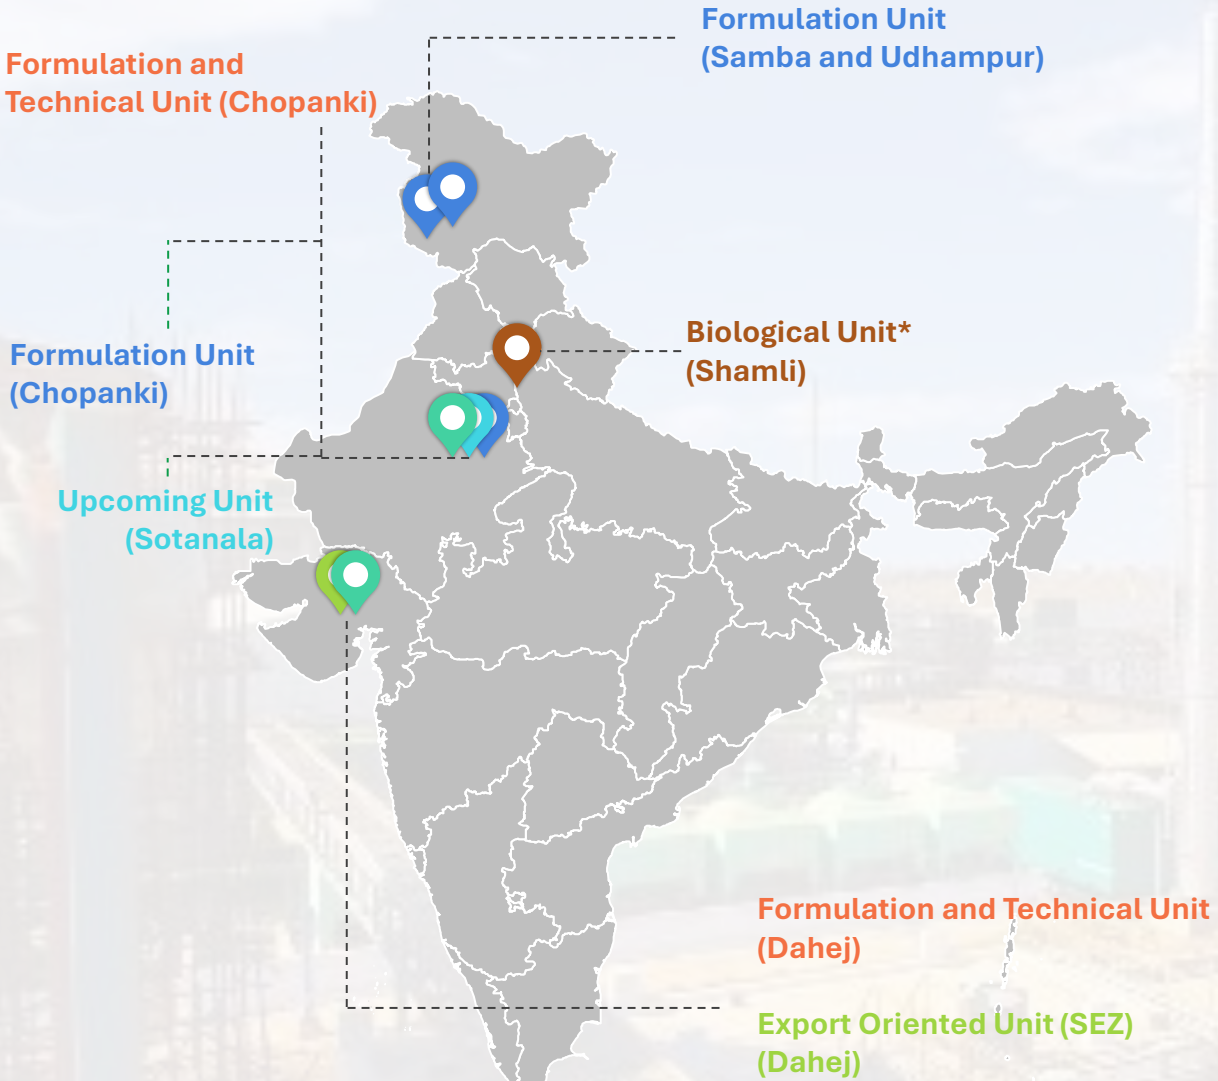 Formulation Unit
(Samba and Udhampur)
Formulation and
Technical Unit (Chopanki)
Biological Unit*
(Shamli)
Formulation Unit
(Chopanki)
Upcoming Unit
(Sotanala)
Formulation and Technical Unit
(Dahej)
Export Oriented Unit (SEZ)
(Dahej)